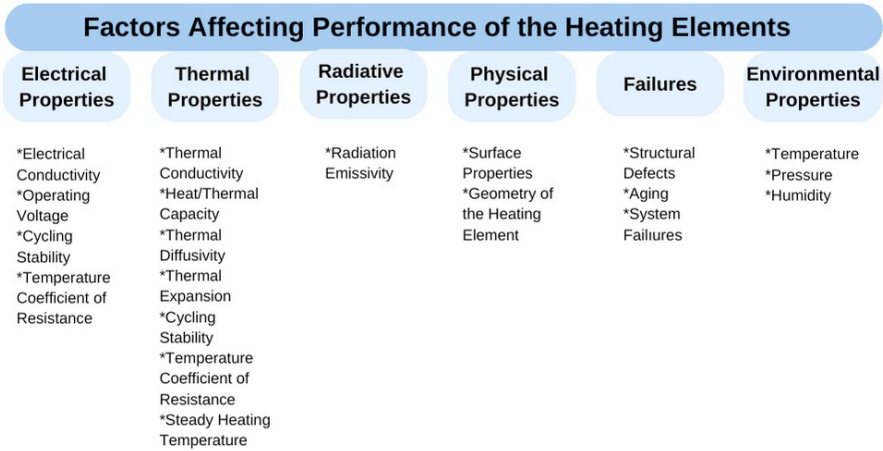 Factors Affecting Performance of the Heating Elements
Electrical
Properties
*Electrical
Conductivity
*Operating
Voltage
*Cycling
Stability
*Temperature
Coefficient of
Resistance
Thermal
Properties
*Thermal
Conductivity
*Heat/Thermal
Capacity
*Thermal
Diffusivity
*Thermal
Expansion
*Cycling
Stability
*Temperature
Coefficient of
Resistance
*Steady Heating
Temperature
Radiative
Properties
*Radiation
Emissivity
Physical
Properties
*Surface
Properties
*Geometry of
the Heating
Element
Failures
*Structural
Defects
*Aging
*System
Failıures
Environmental
Properties
*Temperature
*Pressure
*Humidity